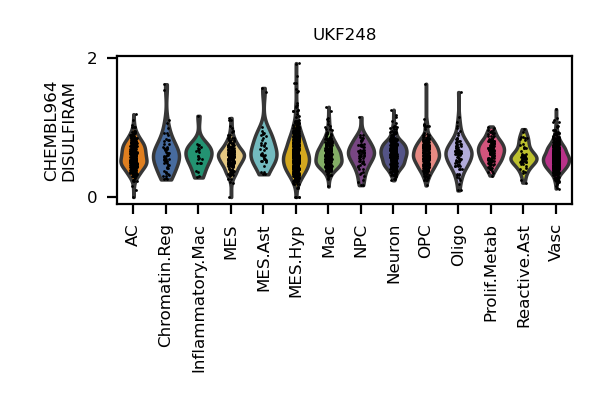 UKF248
CHEMBL964
DISULFIRAM
2
0
AC
Chromatin.Reg
Inflammatory.Mac
MES
MES.Ast
MES.Hyp
Mac
NPC
Neuron
OPC
Oligo
Prolif.Metab
Reactive.Ast
Vasc